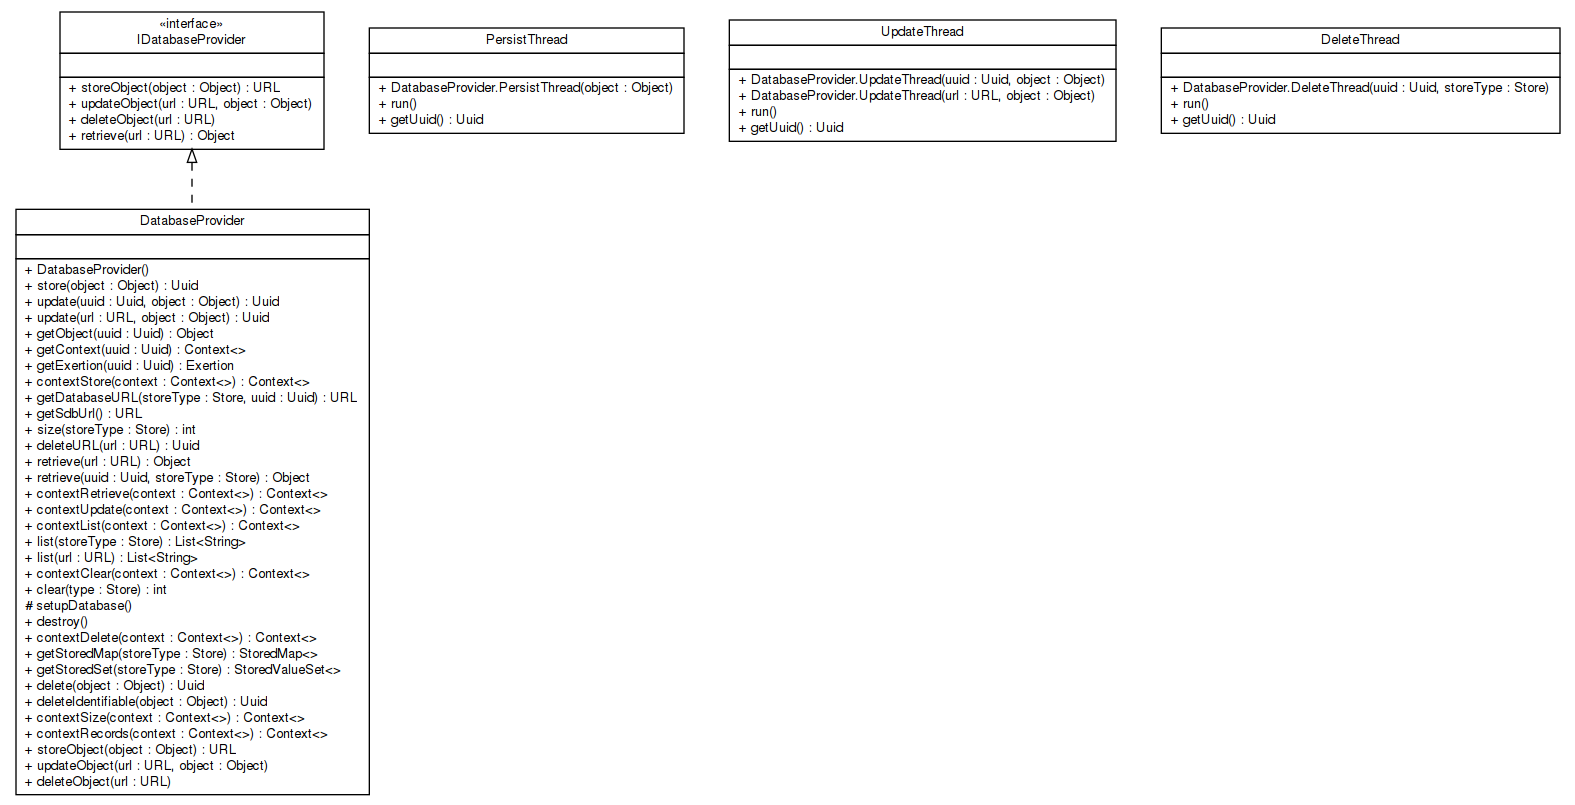 «interface»
IDatabaseProvider
+ storeObject(object : Object) : URL
+ updateObject(url : URL, object : Object)
+ deleteObject(url : URL)
+ retrieve(url : URL) : Object
PersistThread
+ DatabaseProvider.PersistThread(object : Object)
+ run()
+ getUuid() : Uuid
UpdateThread
+ DatabaseProvider.UpdateThread(uuid : Uuid, object : Object)
+ DatabaseProvider.UpdateThread(url : URL, object : Object)
+ run()
+ getUuid() : Uuid
DeleteThread
+ DatabaseProvider.DeleteThread(uuid : Uuid, storeType : Store)
+ run()
+ getUuid() : Uuid
DatabaseProvider
+ DatabaseProvider()
+ store(object : Object) : Uuid
+ update(uuid : Uuid, object : Object) : Uuid
+ update(url : URL, object : Object) : Uuid
+ getObject(uuid : Uuid) : Object
+ getContext(uuid : Uuid) : Context<>
+ getExertion(uuid : Uuid) : Exertion
+ contextStore(context : Context<>) : Context<>
+ getDatabaseURL(storeType : Store, uuid : Uuid) : URL
+ getSdbUrl() : URL
+ size(storeType : Store) : int
+ deleteURL(url : URL) : Uuid
+ retrieve(url : URL) : Object
+ retrieve(uuid : Uuid, storeType : Store) : Object
+ contextRetrieve(context : Context<>) : Context<>
+ contextUpdate(context : Context<>) : Context<>
+ contextList(context : Context<>) : Context<>
+ list(storeType : Store) : List<String>
+ list(url : URL) : List<String>
+ contextClear(context : Context<>) : Context<>
+ clear(type : Store) : int
# setupDatabase()
+ destroy()
+ contextDelete(context : Context<>) : Context<>
+ getStoredMap(storeType : Store) : StoredMap<>
+ getStoredSet(storeType : Store) : StoredValueSet<>
+ delete(object : Object) : Uuid
+ deleteIdentifiable(object : Object) : Uuid
+ contextSize(context : Context<>) : Context<>
+ contextRecords(context : Context<>) : Context<>
+ storeObject(object : Object) : URL
+ updateObject(url : URL, object : Object)
+ deleteObject(url : URL)